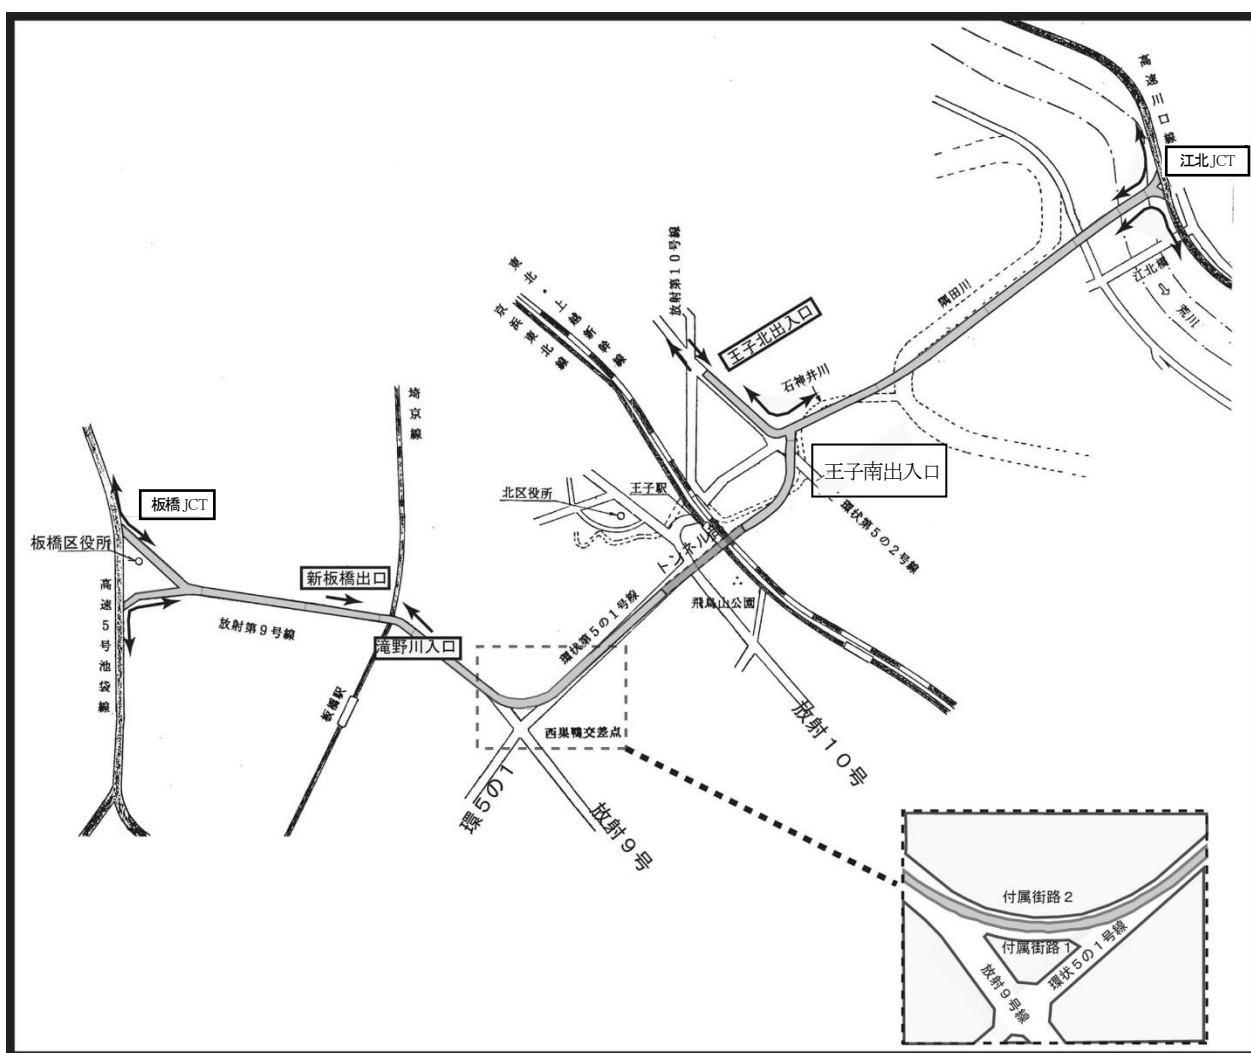 高速川口線
江北JCT
放射第10号線
東北・上越新幹線
京浜東北線
王子北出入口
隅田川
江北橋
荒川
石神井川
埼京線
王子南出入口
板橋JCT
北区役所
王子駅
環状第5の2号線
板橋区役所
トンネル部
新板橋出口
高速5号池袋線
飛鳥山公園
放射第9号線
環状第5の1号線
滝野川入口
板橋駅
西巣鴨交差点
放射10号
環5の1
放射9号
付属街路2
付属街路1
環状5の1号線
放射9号線